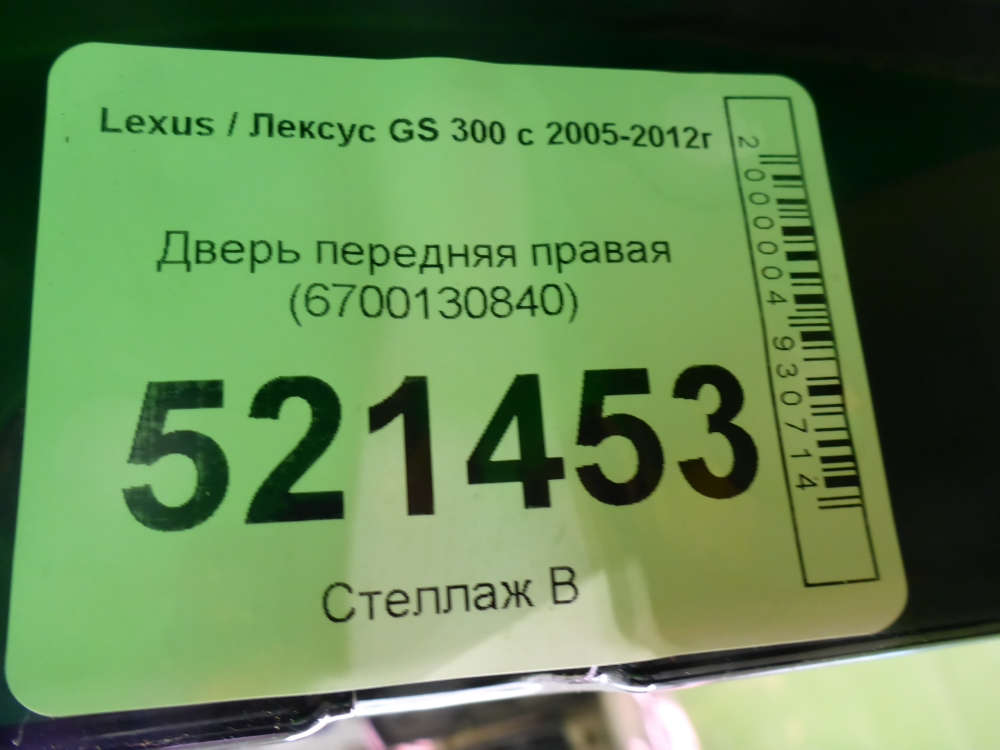 Lexus / Лексус GS 300 с 2005-2012г
Дверь передняя правая
(6700130840)
521453
Стеллаж В
2000004930714